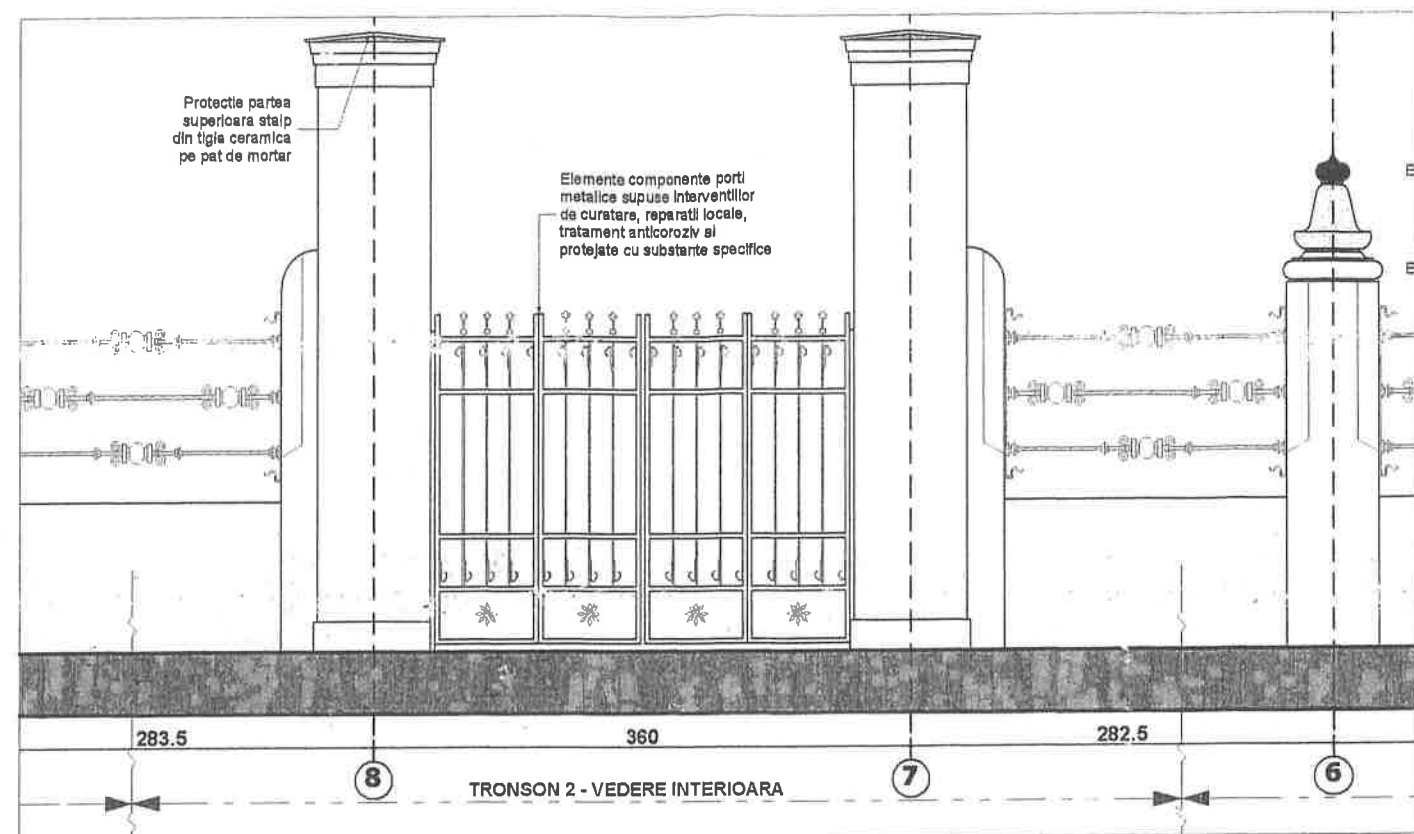 Protectie partea
superioara stalp
din tigla ceramica
pe pat de mortar
Elemente componente porti
metalice supuse interventiilor
de curatare, reparatii locale,
tratament anticoroziv si
protejate cu substante specifice
283.5
360
282.5
8
7
6
TRONSON 2 - VEDERE INTERIOARA